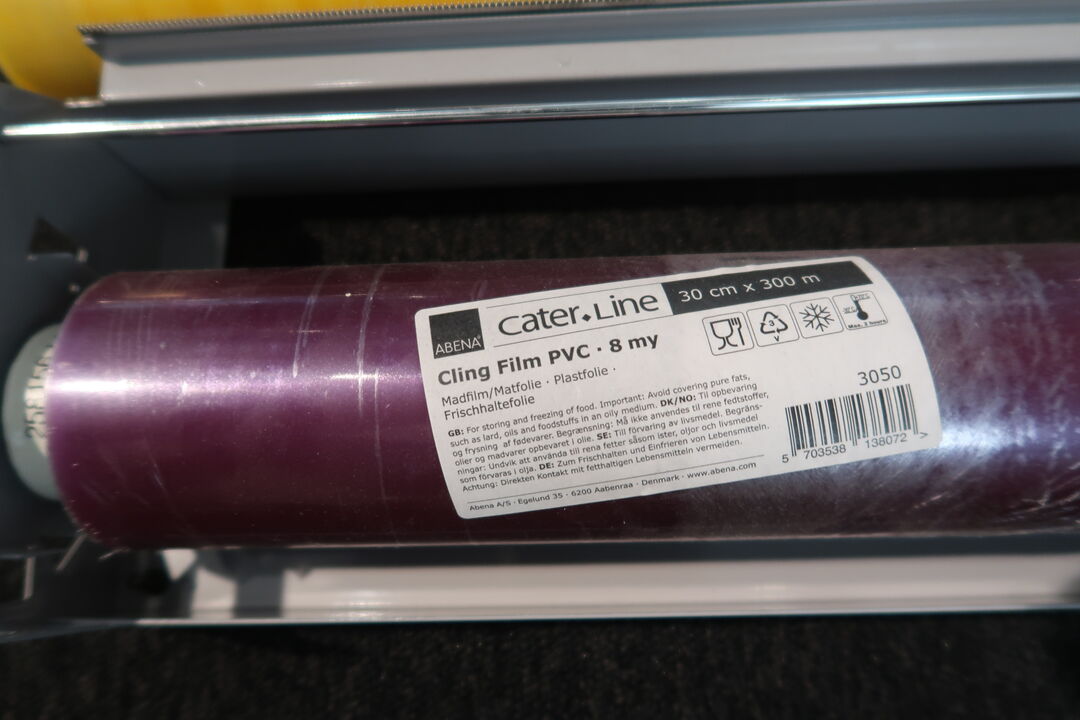 ABENA
Cater Line
30 cm x 300 m
Cling Film PVC · 8 my
Madfilm/Matfolie · Plastfolie ·
Frischhaltefolie
GB: For storing and freezing of food. Important: Avoid covering pure fats,
such as lard, oils and foodstuffs in an oily medium. DK/NO: Til opbevaring
og frysning af fødevarer. Begrænsning: Må ikke anvendes til rene fedtstoffer,
olier og madvarer opbevaret i olie. SE: Till förvaring av livsmedel. Begräns-
ningar: Undvik att använda till rena fetter såsom ister, oljor och livsmedel
som förvaras i olja. DE: Zum Frischhalten und Einfrieren von Lebensmitteln.
Achtung: Direkten Kontakt mit fetthaltigen Lebensmitteln vermeiden.
Abena A/S · Egelund 35 · 6200 Aabenraa · Denmark · www.abena.com
3
V
Max. 2 hours
3050
5 703538 138072 >